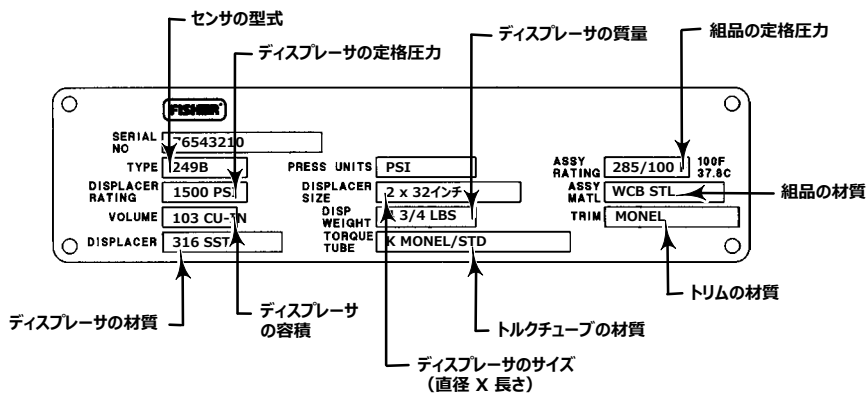 センサの型式
ディスプレーサの定格圧力
ディスプレーサの質量
組品の定格圧力
FISHER
SERIAL NO 76543210
TYPE 249B
PRESS UNITS PSI
ASSY RATING 285/100 100F 37.8C
DISPLACER RATING 1500 PSI
DISPLACER SIZE 2 x 32インチ
ASSY MATL WCB STL
組品の材質
VOLUME 103 CU-IN
DISP WEIGHT 3/4 LBS
TRIM MONEL
DISPLACER 316 SST
TORQUE TUBE K MONEL/STD
ディスプレーサの材質
ディスプレーサ
の容積
トルクチューブの材質
トリムの材質
ディスプレーサのサイズ
(直径 X 長さ)